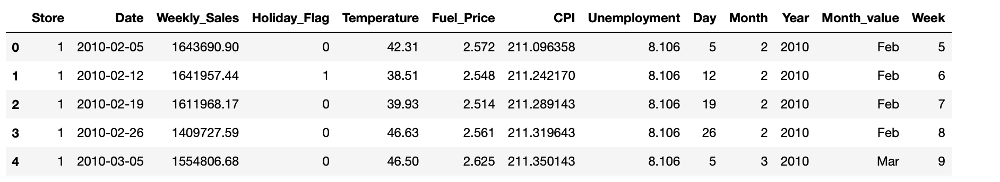 Store Date Weekly_Sales Holiday_Flag Temperature Fuel_Price CPI Unemployment Day Month Year Month_value Week
0 1 2010-02-05 1643690.90 0 42.31 2.572 211.096358 8.106 5 2 2010 Feb 5
1 1 2010-02-12 1641957.44 1 38.51 2.548 211.242170 8.106 12 2 2010 Feb 6
2 1 2010-02-19 1611968.17 0 39.93 2.514 211.289143 8.106 19 2 2010 Feb 7
3 1 2010-02-26 1409727.59 0 46.63 2.561 211.319643 8.106 26 2 2010 Feb 8
4 1 2010-03-05 1554806.68 0 46.50 2.625 211.350143 8.106 5 3 2010 Mar 9